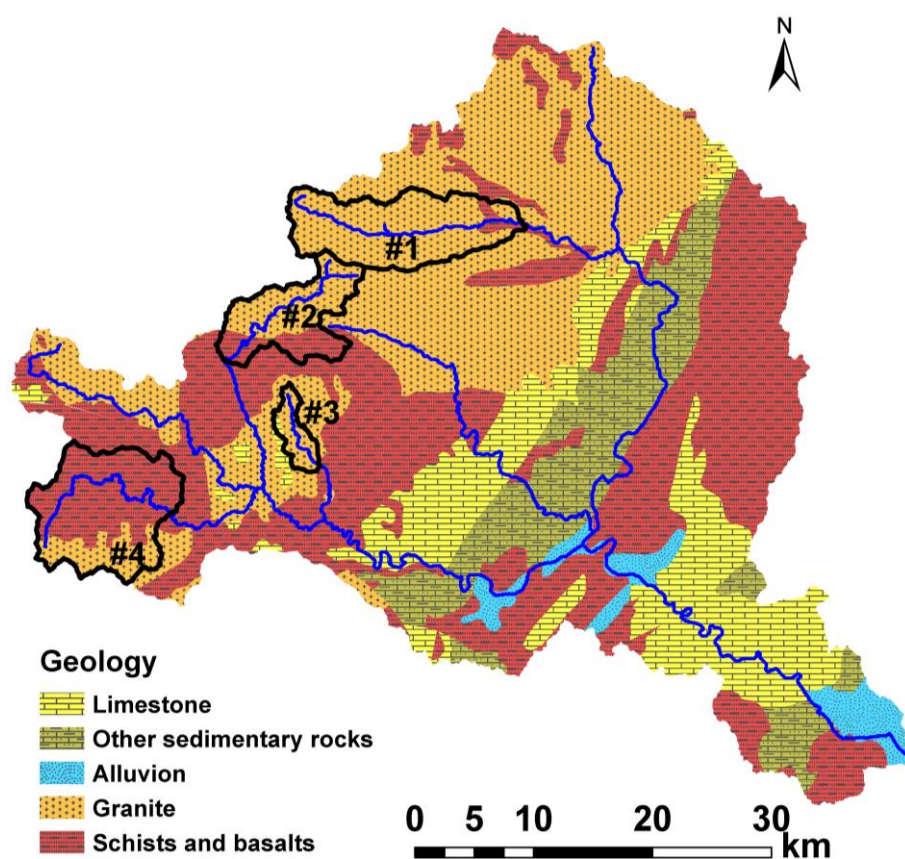 N
#1
#2
#3
#4
Geology
Limestone
Other sedimentary rocks
Alluvion
Granite
Schists and basalts
0 5 10 20 30
km